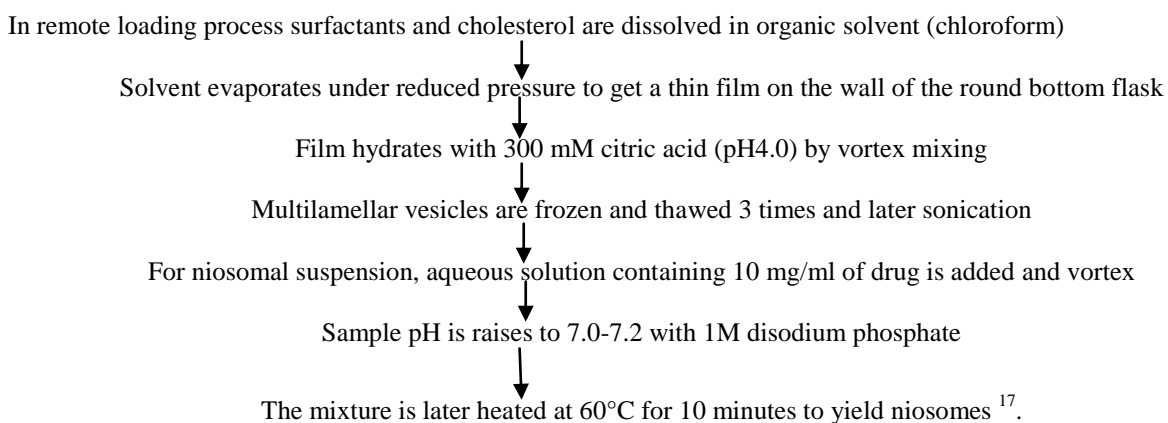 In remote loading process surfactants and cholesterol are dissolved in organic solvent (chloroform)
Solvent evaporates under reduced pressure to get a thin film on the wall of the round bottom flask
Film hydrates with 300 mM citric acid (pH4.0) by vortex mixing
Multilamellar vesicles are frozen and thawed 3 times and later sonication
For niosomal suspension, aqueous solution containing 10 mg/ml of drug is added and vortex
Sample pH is raises to 7.0-7.2 with 1M disodium phosphate
The mixture is later heated at 60°C for 10 minutes to yield niosomes 17.